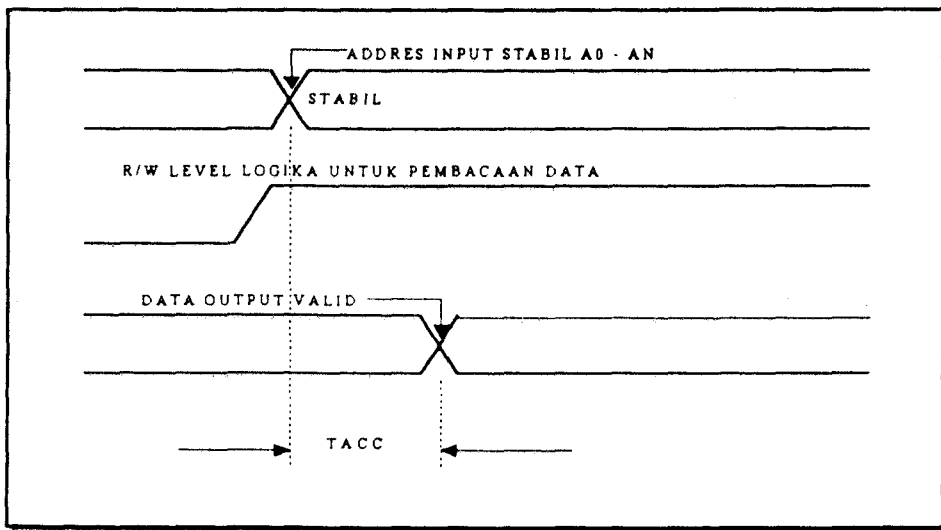 ADDRES INPUT STABIL A0 - AN
STABIL
R/W LEVEL LOGIKA UNTUK PEMBACAAN DATA
DATA OUTPUT VALID
TACC